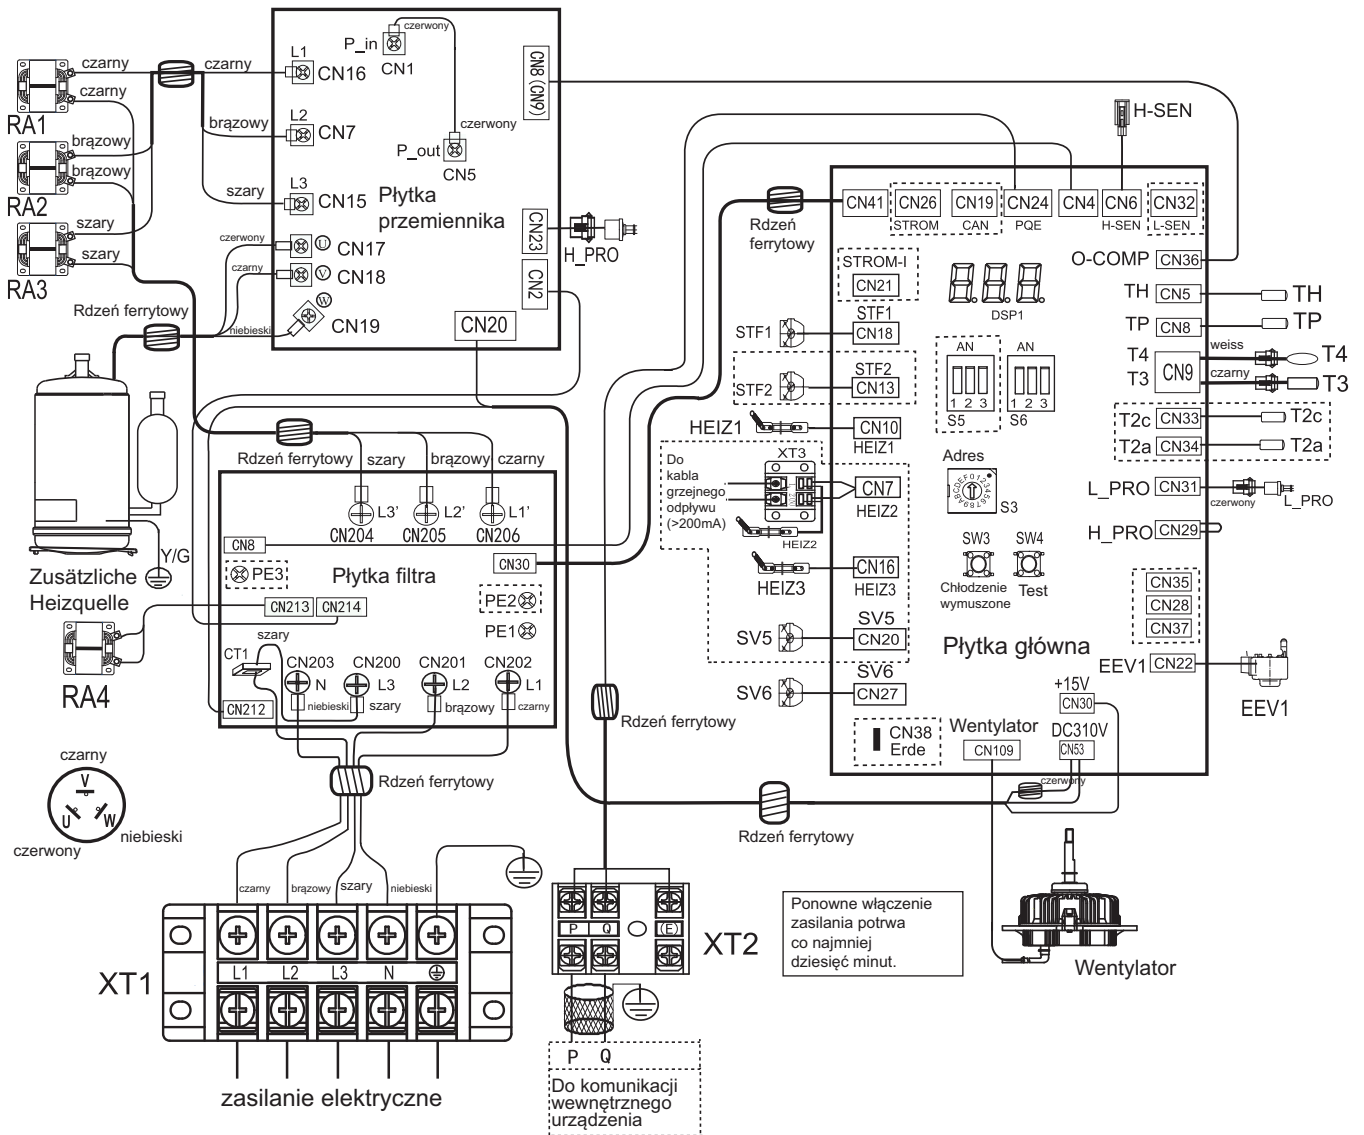 czarny
czarny
RA1
brązowy
brązowy
RA2
szary
szary
RA3
czarny
brązowy
szary
L1
CN16
L2
CN7
L3
CN15
P_in
CN1
czerwony
czerwony
P_out
CN5
Płytka
przemiennika
CN8 (CN9)
CN23
H_PRO
CN2
CN20
czerwony
U
CN17
czarny
V
CN18
W
niebieski
CN19
Rdzeń ferrytowy
Y/G
Zusätzliche
Heizquelle
RA4
Rdzeń ferrytowy
szary
brązowy
czarny
L3'
CN204
L2'
CN205
L1'
CN206
CN8
CN30
PE3
Płytka filtra
CN213
CN214
PE2
PE1
szary
CT1
CN203
N
niebieski
CN200
L3
szary
CN201
L2
brązowy
CN202
L1
czarny
CN212
Rdzeń ferrytowy
czarny
V
U
W
czerwony
niebieski
czarny
brązowy
szary
niebieski
XT1
L1
L2
L3
N
zasilanie elektryczne
Rdzeń ferrytowy
P
Q
(E)
XT2
P
Q
Do komunikacji
wewnętrznego
urządzenia
Ponowne włączenie
zasilania potrwa
co najmniej
dziesięć minut.
Rdzeń ferrytowy
Wentylator
Rdzeń
ferrytowy
H-SEN
CN41
CN26
STROM
CN19
CAN
CN24
PQE
CN4
CN6
H-SEN
CN32
L-SEN
STROM-I
CN21
DSP1
O-COMP
CN36
TH
CN5
TH
TP
CN8
TP
T4
T3
CN9
weiss
T4
czarny
T3
STF1
STF1
CN18
STF2
STF2
CN13
AN
1 2 3
S5
AN
1 2 3
S6
T2c
CN33
T2c
T2a
CN34
T2a
HEIZ1
CN10
HEIZ1
Do
kabla
grzejnego
odpływu
(>200mA)
XT3
CN7
HEIZ2
HEIZ2
HEIZ3
CN16
HEIZ3
Adres
S3
L_PRO
CN31
czerwony
L_PRO
H_PRO
CN29
SW3
Chłodzenie
wymuszone
SW4
Test
CN35
CN28
CN37
SV5
SV5
CN20
Płytka główna
EEV1
CN22
EEV1
SV6
SV6
CN27
+15V
CN30
CN38
Erde
Wentylator
CN109
DC310V
CN53
czerwony